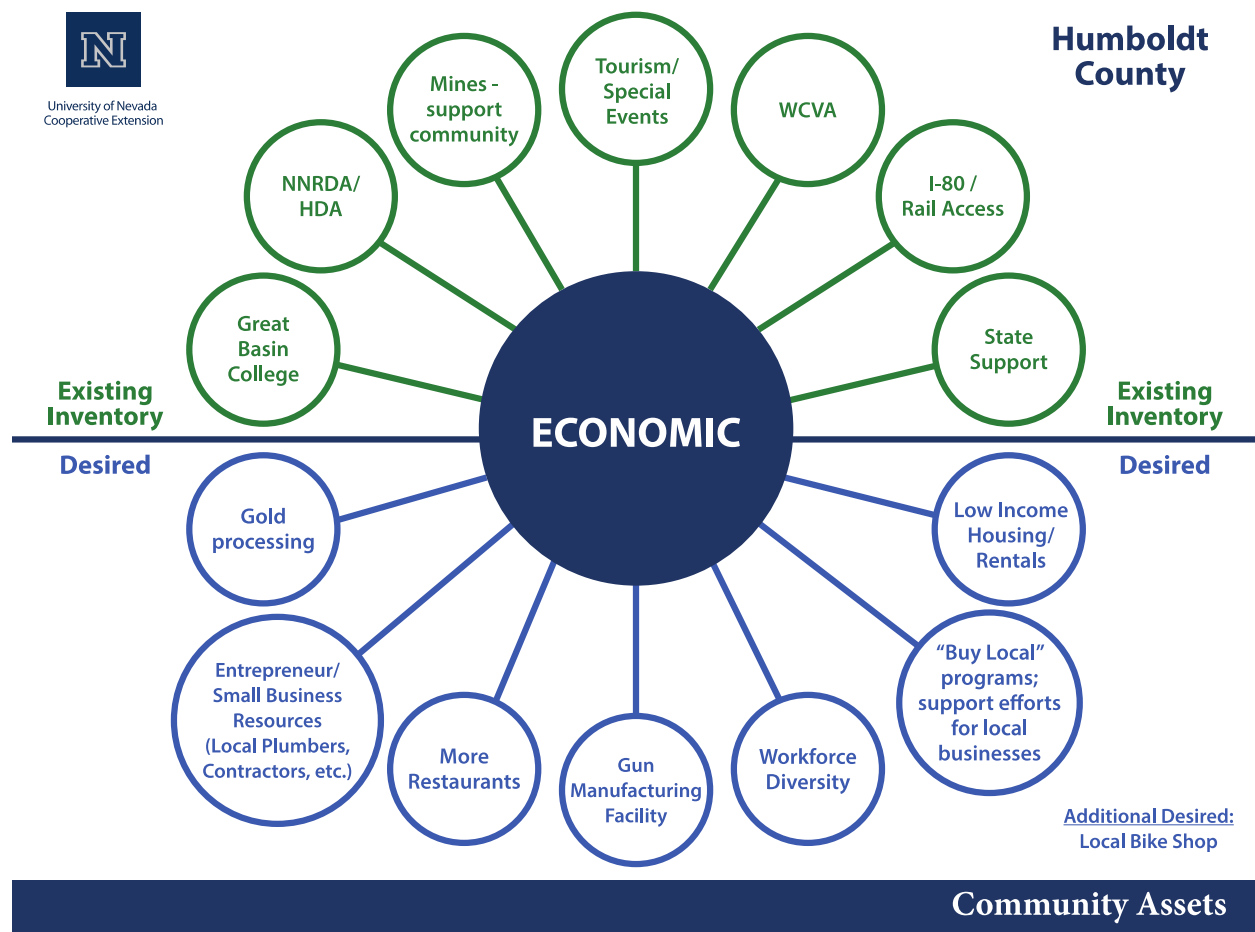 N
University of Nevada
Cooperative Extension
Humboldt
County
Great
Basin
College
NNRDA/
HDA
Mines -
support
community
Tourism/
Special
Events
WCVA
I-80 /
Rail Access
State
Support
Existing
Inventory
Existing
Inventory
ECONOMIC
Desired
Desired
Gold
processing
Entrepreneur/
Small Business
Resources
(Local Plumbers,
Contractors, etc.)
More
Restaurants
Gun
Manufacturing
Facility
Workforce
Diversity
“Buy Local”
programs;
support efforts
for local
businesses
Low Income
Housing/
Rentals
Additional Desired:
Local Bike Shop
Community Assets